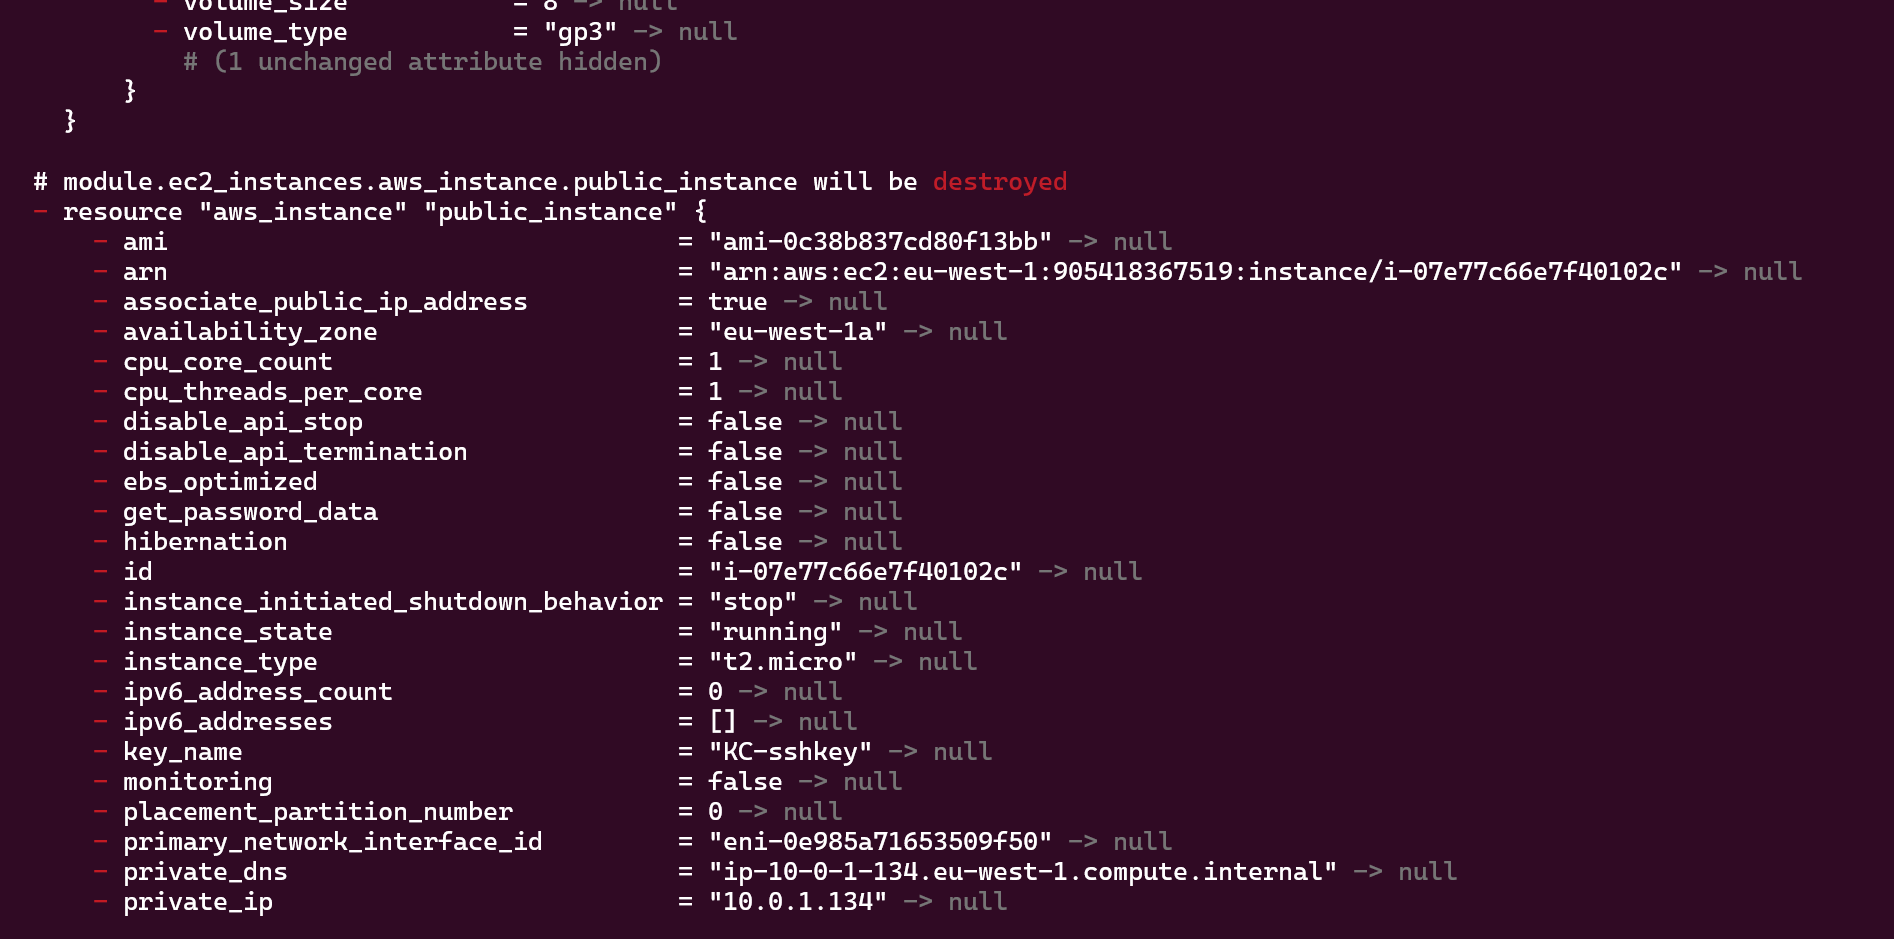 - volume_size           = 8 -> null
- volume_type           = "gp3" -> null
# (1 unchanged attribute hidden)
}
}
# module.ec2_instances.aws_instance.public_instance will be destroyed
- resource "aws_instance" "public_instance" {
- ami                                  = "ami-0c38b837cd80f13bb" -> null
- arn                                  = "arn:aws:ec2:eu-west-1:905418367519:instance/i-07e77c66e7f40102c" -> null
- associate_public_ip_address          = true -> null
- availability_zone                    = "eu-west-1a" -> null
- cpu_core_count                       = 1 -> null
- cpu_threads_per_core                 = 1 -> null
- disable_api_stop                     = false -> null
- disable_api_termination              = false -> null
- ebs_optimized                        = false -> null
- get_password_data                    = false -> null
- hibernation                          = false -> null
- id                                   = "i-07e77c66e7f40102c" -> null
- instance_initiated_shutdown_behavior = "stop" -> null
- instance_state                       = "running" -> null
- instance_type                        = "t2.micro" -> null
- ipv6_address_count                   = 0 -> null
- ipv6_addresses                       = [] -> null
- key_name                             = "KC-sshkey" -> null
- monitoring                           = false -> null
- placement_partition_number           = 0 -> null
- primary_network_interface_id         = "eni-0e985a71653509f50" -> null
- private_dns                          = "ip-10-0-1-134.eu-west-1.compute.internal" -> null
- private_ip                           = "10.0.1.134" -> null